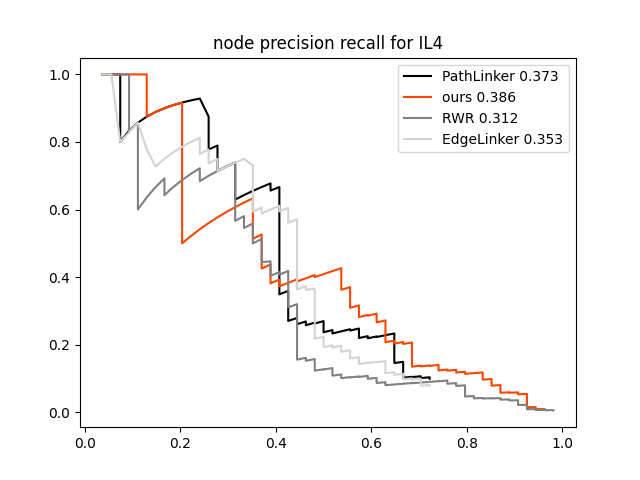 node precision recall for IL4
PathLinker 0.373
ours 0.386
RWR 0.312
EdgeLinker 0.353
1.0
0.8
0.6
0.4
0.2
0.0
0.0 0.2 0.4 0.6 0.8 1.0